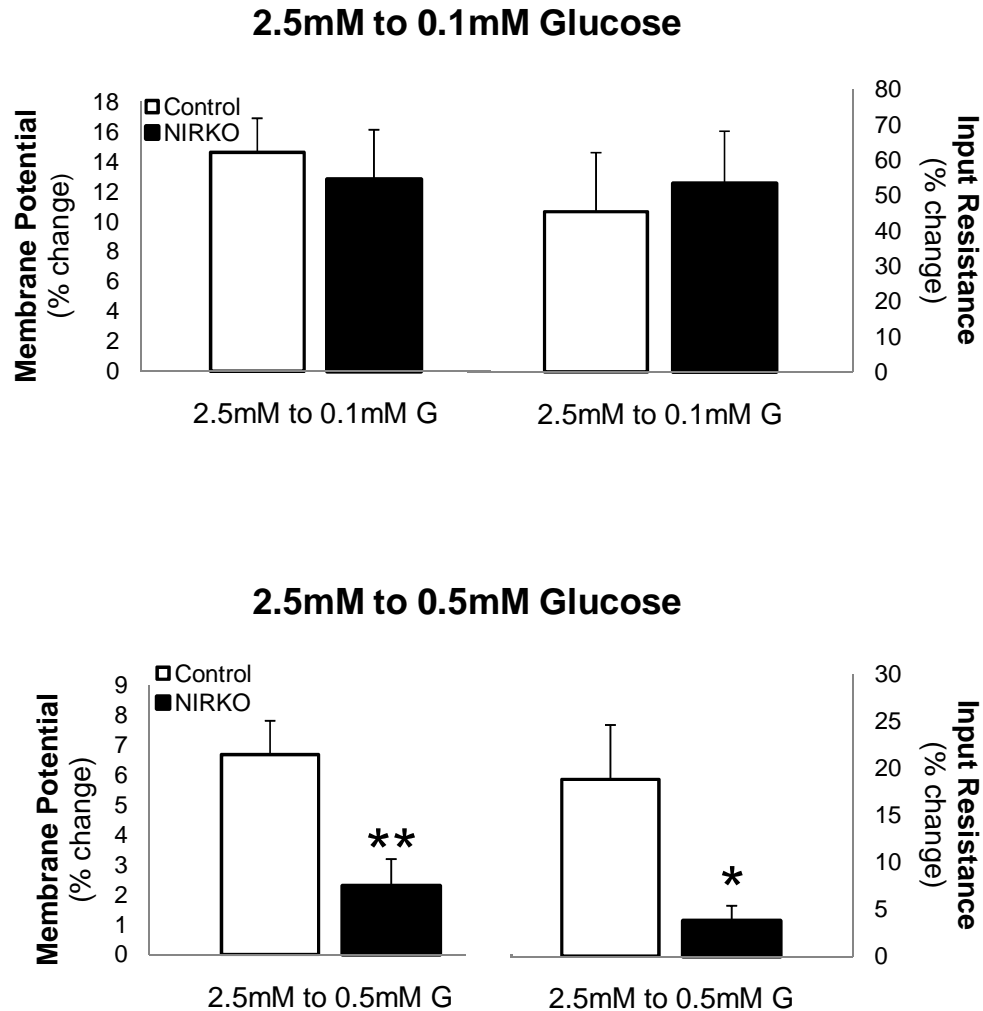 2.5mM to 0.1mM Glucose
Membrane Potential
(% change)
18
16
14
12
10
8
6
4
2
0
Control
NIRKO
80
70
60
50
40
30
20
10
0
Input Resistance
(% change)
2.5mM to 0.1mM G
2.5mM to 0.1mM G
2.5mM to 0.5mM Glucose
Membrane Potential
(% change)
9
8
7
6
5
4
3
2
1
0
Control
NIRKO
**
*
30
25
20
15
10
5
0
Input Resistance
(% change)
2.5mM to 0.5mM G
2.5mM to 0.5mM G